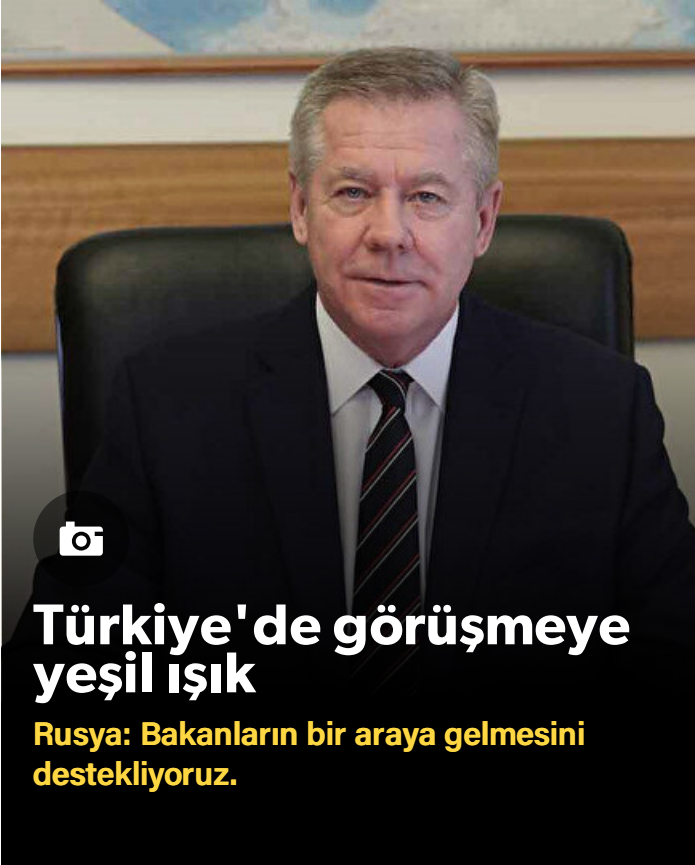 Türkiye'de görüşmeye
yeşil ışık
Rusya: Bakanların bir araya gelmesini
destekliyoruz.